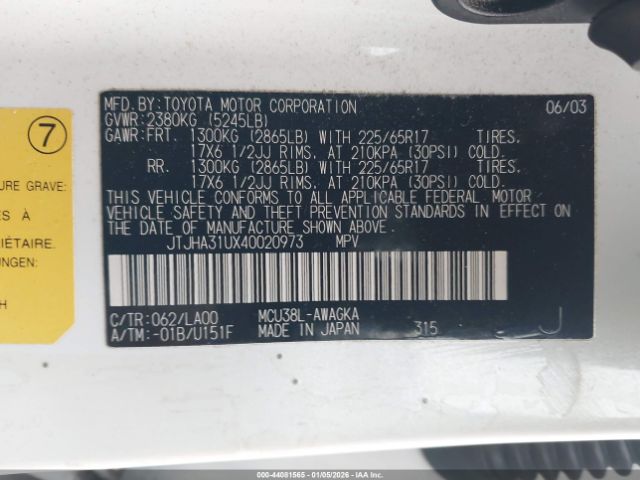 MFD. BY: TOYOTA MOTOR CORPORATION 06/03
GVWR: 2380KG (5245LB)
GAWR: FRT. 1300KG (2865LB) WITH 225/65R17 TIRES,
17X6 1/2JJ RIMS, AT 210KPA (30PSI) COLD.
RR. 1300KG (2865LB) WITH 225/65R17 TIRES,
17X6 1/2JJ RIMS, AT 210KPA (30PSI) COLD.
THIS VEHICLE CONFORMS TO ALL APPLICABLE FEDERAL MOTOR
VEHICLE SAFETY AND THEFT PREVENTION STANDARDS IN EFFECT ON
THE DATE OF MANUFACTURE SHOWN ABOVE.
JTJHA31UX40020973 MPV
C/TR: 062/LA00 MCU38L-AWAGKA
A/TM: -01B/U151F MADE IN JAPAN 315 J
7
URE GRAVE:
ES À
IÉTAIRE.
UNGEN:
H
000-44081565 | 01/05/2026 - IAA Holdings, LLC.